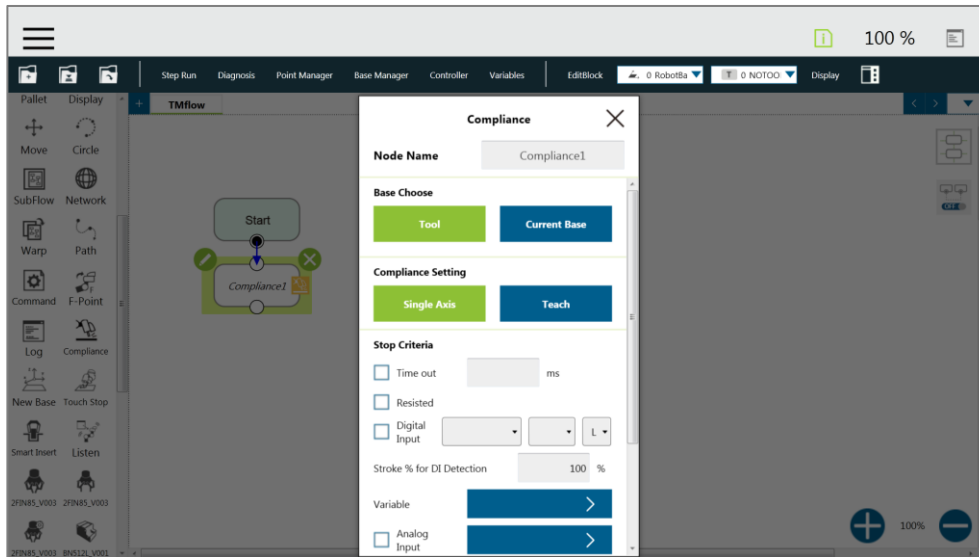 100 %
Step Run Diagnosis Point Manager Base Manager Controller Variables EditBlock 0 RobotBa T 0 NOTOO Display
Pallet Display
+ TMflow
Move Circle
SubFlow Network
Warp Path
Command F-Point
Log Compliance
New Base Touch Stop
Smart Insert Listen
2FIN85_V003 2FIN85_V003
2FIN85_V003 BN512L_V001
Start
Compliance1
Compliance
Node Name Compliance1
Base Choose
Tool Current Base
Compliance Setting
Single Axis Teach
Stop Criteria
Time out ms
Resisted
Digital
Input L
Stroke % for DI Detection 100 %
Variable
Analog
Input
OFF
100%